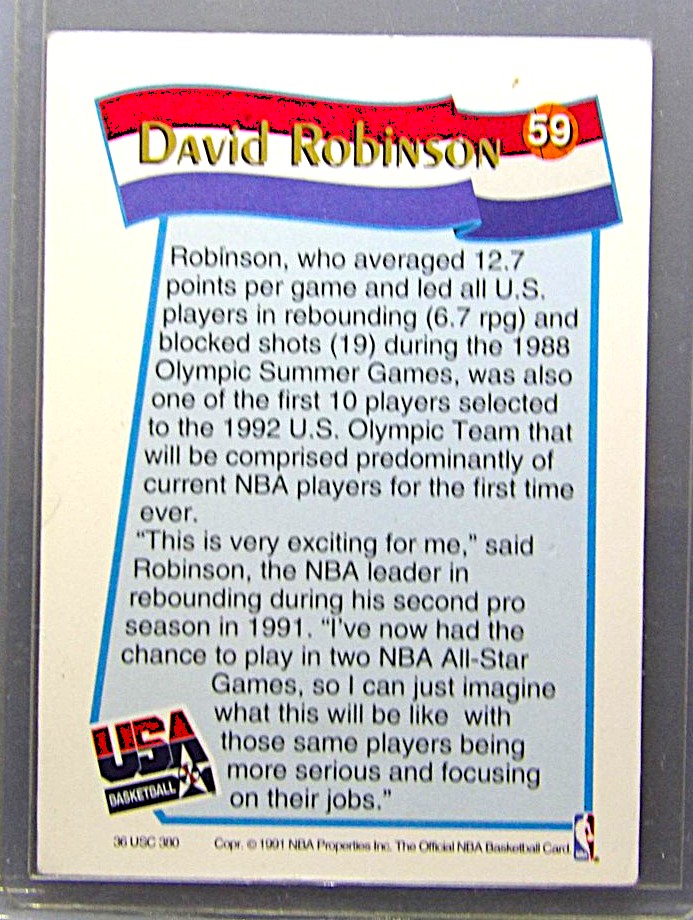 David Robinson
59
Robinson, who averaged 12.7
points per game and led all U.S.
players in rebounding (6.7 rpg) and
blocked shots (19) during the 1988
Olympic Summer Games, was also
one of the first 10 players selected
to the 1992 U.S. Olympic Team that
will be comprised predominantly of
current NBA players for the first time
ever.
"This is very exciting for me," said
Robinson, the NBA leader in
rebounding during his second pro
season in 1991. "I've now had the
chance to play in two NBA All-Star
Games, so I can just imagine
what this will be like with
those same players being
more serious and focusing
on their jobs."
USA
BASKETBALL
36 USC 380
Copr. © 1991 NBA Properties Inc. The Official NBA Basketball Card.